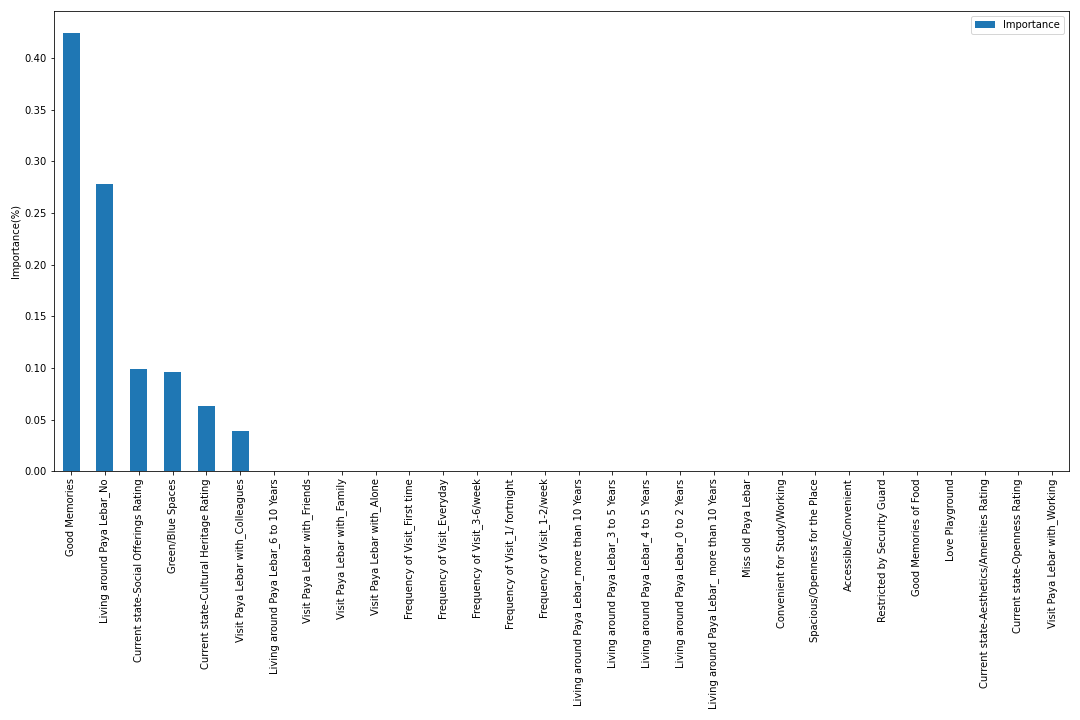 Importance
0.40
0.35
0.30
0.25
0.20
0.15
0.10
0.05
0.00
Importance(%)
Good Memories
Living around Paya Lebar_No
Current state-Social Offerings Rating
Green/Blue Spaces
Current state-Cultural Heritage Rating
Visit Paya Lebar with_Colleagues
Living around Paya Lebar_6 to 10 Years
Visit Paya Lebar with_Friends
Visit Paya Lebar with_Family
Visit Paya Lebar with_Alone
Frequency of Visit_First time
Frequency of Visit_Everyday
Frequency of Visit_3-6/week
Frequency of Visit_1/ fortnight
Frequency of Visit_1-2/week
Living around Paya Lebar_more than 10 Years
Living around Paya Lebar_3 to 5 Years
Living around Paya Lebar_4 to 5 Years
Living around Paya Lebar_0 to 2 Years
Living around Paya Lebar_ more than 10 Years
Miss old Paya Lebar
Convenient for Study/Working
Spacious/Openness for the Place
Accessible/Convenient
Restricted by Security Guard
Good Memories of Food
Love Playground
Current state-Aesthetics/Amenities Rating
Current state-Openness Rating
Visit Paya Lebar with_Working